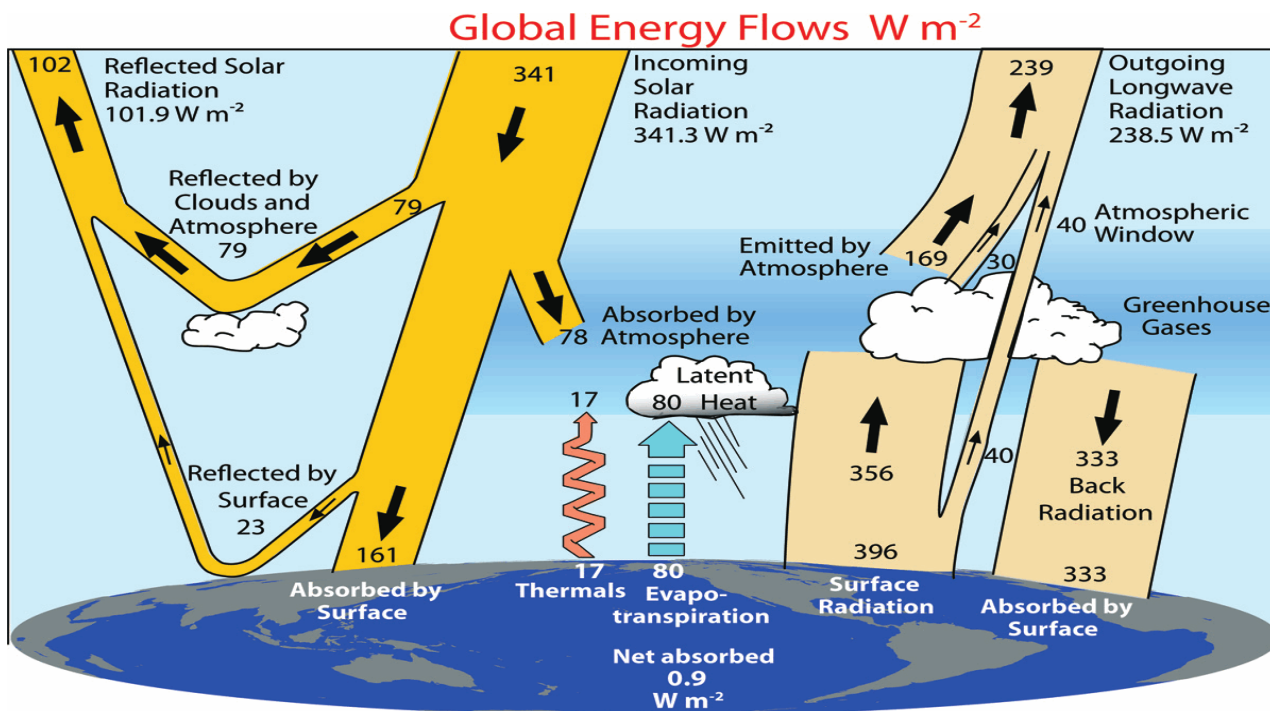 Global Energy Flows W m⁻²
102
Reflected Solar
Radiation
101.9 W m⁻²
341
Incoming
Solar
Radiation
341.3 W m⁻²
239
Outgoing
Longwave
Radiation
238.5 W m⁻²
Reflected by
Clouds and
Atmosphere
79
79
Emitted by
Atmosphere
169
30
40
Atmospheric
Window
Greenhouse
Gases
78
Absorbed by
Atmosphere
Latent
80 Heat
17
Reflected by
Surface
23
161
Absorbed by
Surface
17
Thermals
80
Evapo-
transpiration
356
40
396
Surface
Radiation
333
Back
Radiation
333
Absorbed by
Surface
Net absorbed
0.9
W m⁻²